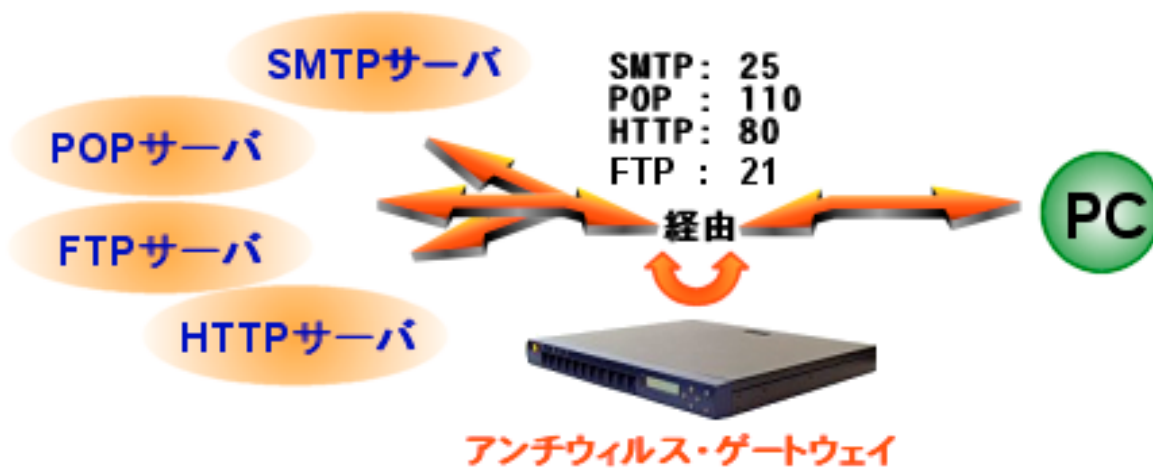 SMTPサーバ
POPサーバ
FTPサーバ
HTTPサーバ
SMTP: 25
POP : 110
HTTP: 80
FTP : 21
経由
PC
アンチウィルス・ゲートウェイ